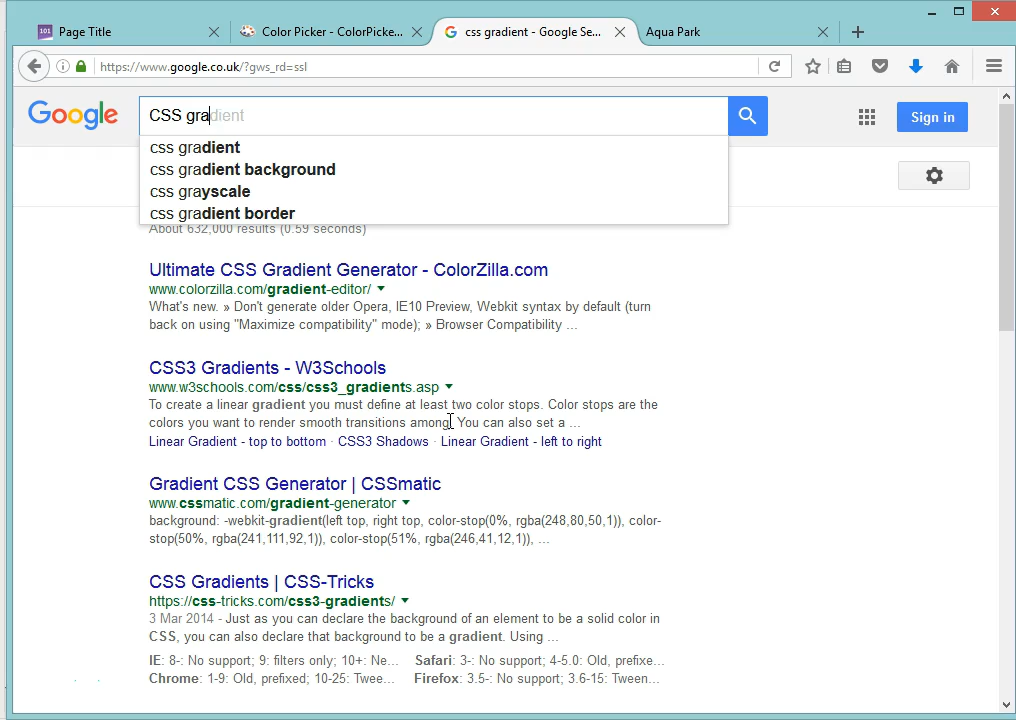 101 Page Title
Color Picker - ColorPicke...
css gradient - Google Se...
Aqua Park
https://www.google.co.uk/?gws_rd=ssl
Google
CSS gradient
Sign in
css gradient
css gradient background
css grayscale
css gradient border
About 632,000 results (0.59 seconds)
Ultimate CSS Gradient Generator - ColorZilla.com
www.colorzilla.com/gradient-editor/
What's new. » Don't generate older Opera, IE10 Preview, Webkit syntax by default (turn
back on using "Maximize compatibility" mode); » Browser Compatibility ...
CSS3 Gradients - W3Schools
www.w3schools.com/css/css3_gradients.asp
To create a linear gradient you must define at least two color stops. Color stops are the
colors you want to render smooth transitions among. You can also set a ...
Linear Gradient - top to bottom · CSS3 Shadows · Linear Gradient - left to right
Gradient CSS Generator | CSSmatic
www.cssmatic.com/gradient-generator
background: -webkit-gradient(left top, right top, color-stop(0%, rgba(248,80,50,1)), color-
stop(50%, rgba(241,111,92,1)), color-stop(51%, rgba(246,41,12,1)), ...
CSS Gradients | CSS-Tricks
https://css-tricks.com/css3-gradients/
3 Mar 2014 - Just as you can declare the background of an element to be a solid color in
CSS, you can also declare that background to be a gradient. Using ...
IE: 8-: No support; 9: filters only; 10+: Ne... Safari: 3-: No support; 4-5.0: Old, prefixe...
Chrome: 1-9: Old, prefixed; 10-25: Twee... Firefox: 3.5-: No support; 3.6-15: Tween...